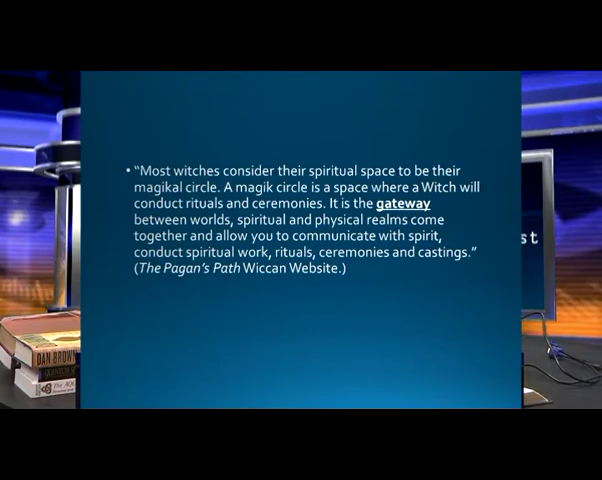 • “Most witches consider their spiritual space to be their
magikal circle. A magik circle is a space where a Witch will
conduct rituals and ceremonies. It is the gateway
between worlds, spiritual and physical realms come
together and allow you to communicate with spirit,
conduct spiritual work, rituals, ceremonies and castings.”
(The Pagan’s Path Wiccan Website.)
st
DAN BROWN
The